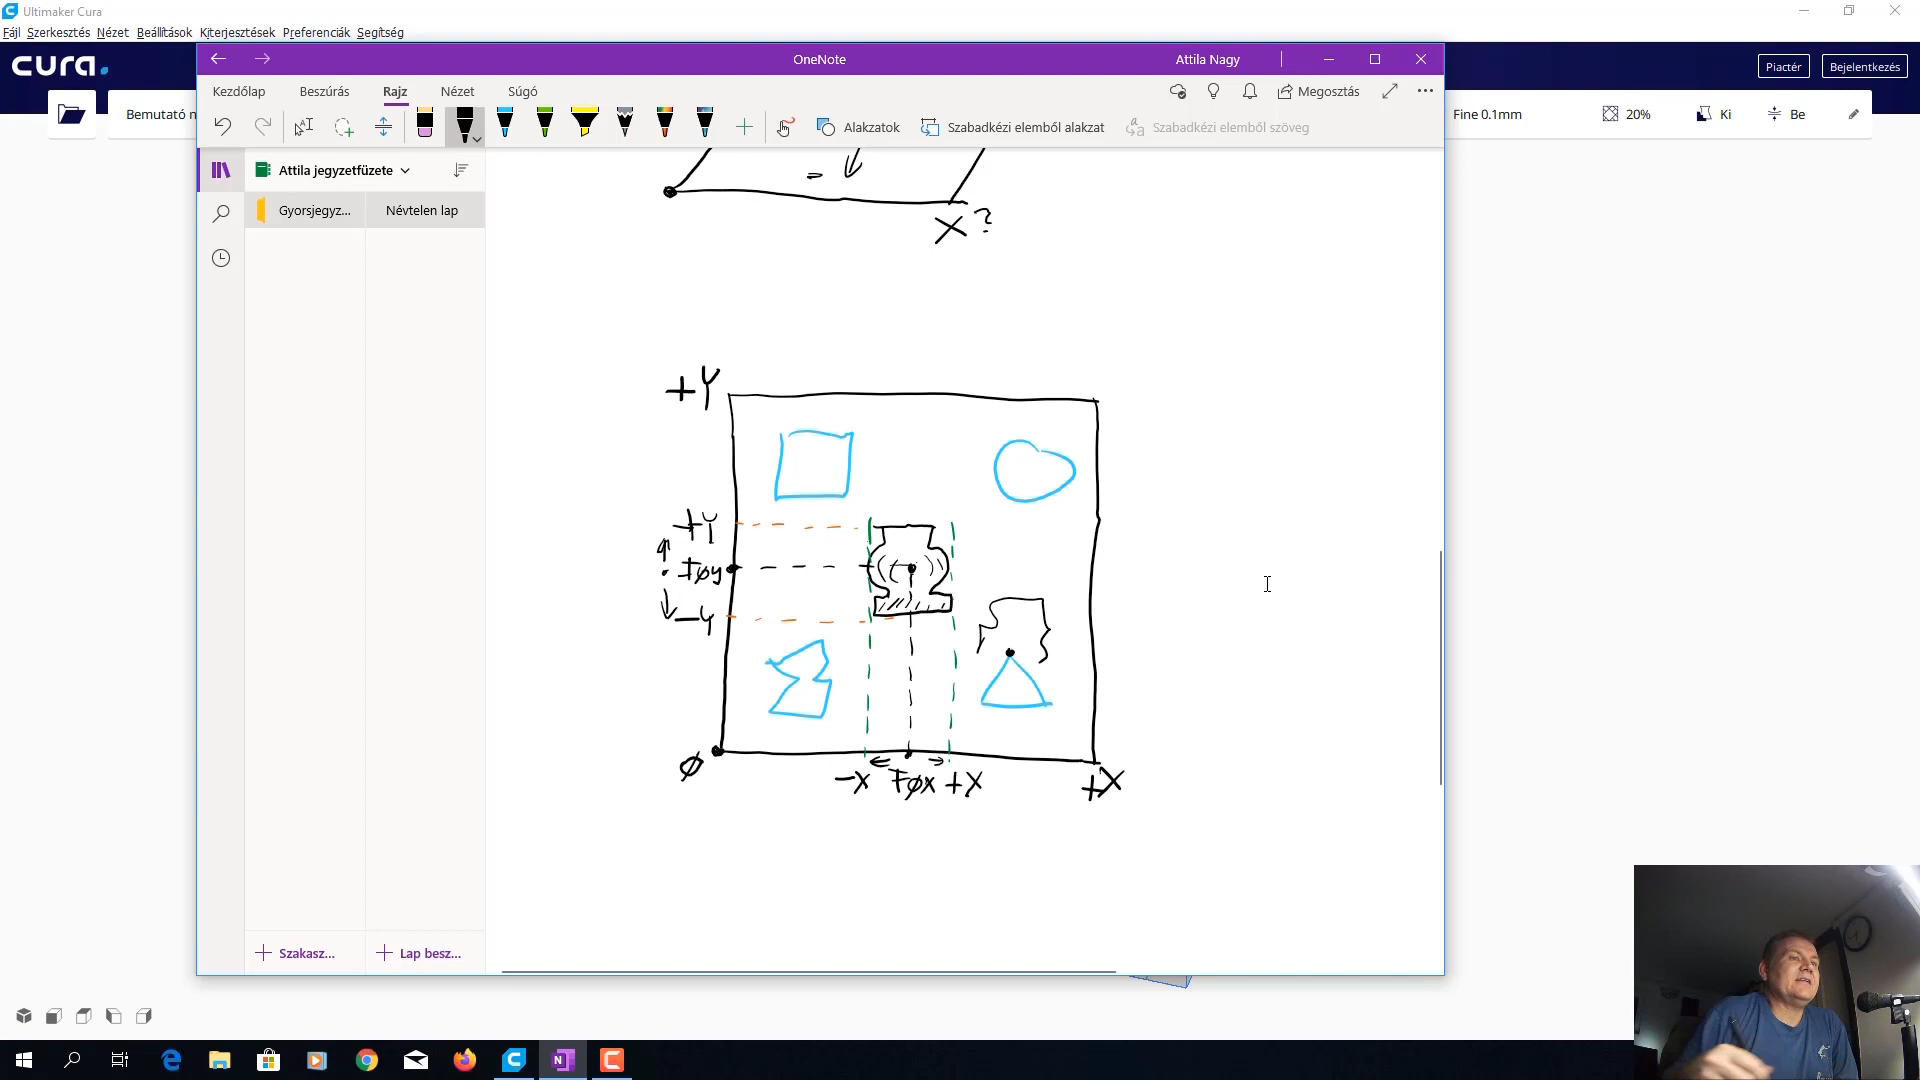 Ultimaker Cura
Fájl Szerkesztés Nézet Beállítások Kiterjesztések Preferenciák Segítség
cura.
Piactér
Bejelentkezés
Bemutató n
Fine 0.1mm
20%
Ki
Be
OneNote
Attila Nagy
Kezdőlap
Beszúrás
Rajz
Nézet
Súgó
Megosztás
Alakzatok
Szabadkézi elemből alakzat
Szabadkézi elemből szöveg
Attila jegyzetfüzete
Gyorsjegyz...
Névtelen lap
X?
+Y
+Y
-Y
Ø
-X
+X
+X
Szakasz...
Lap besz...